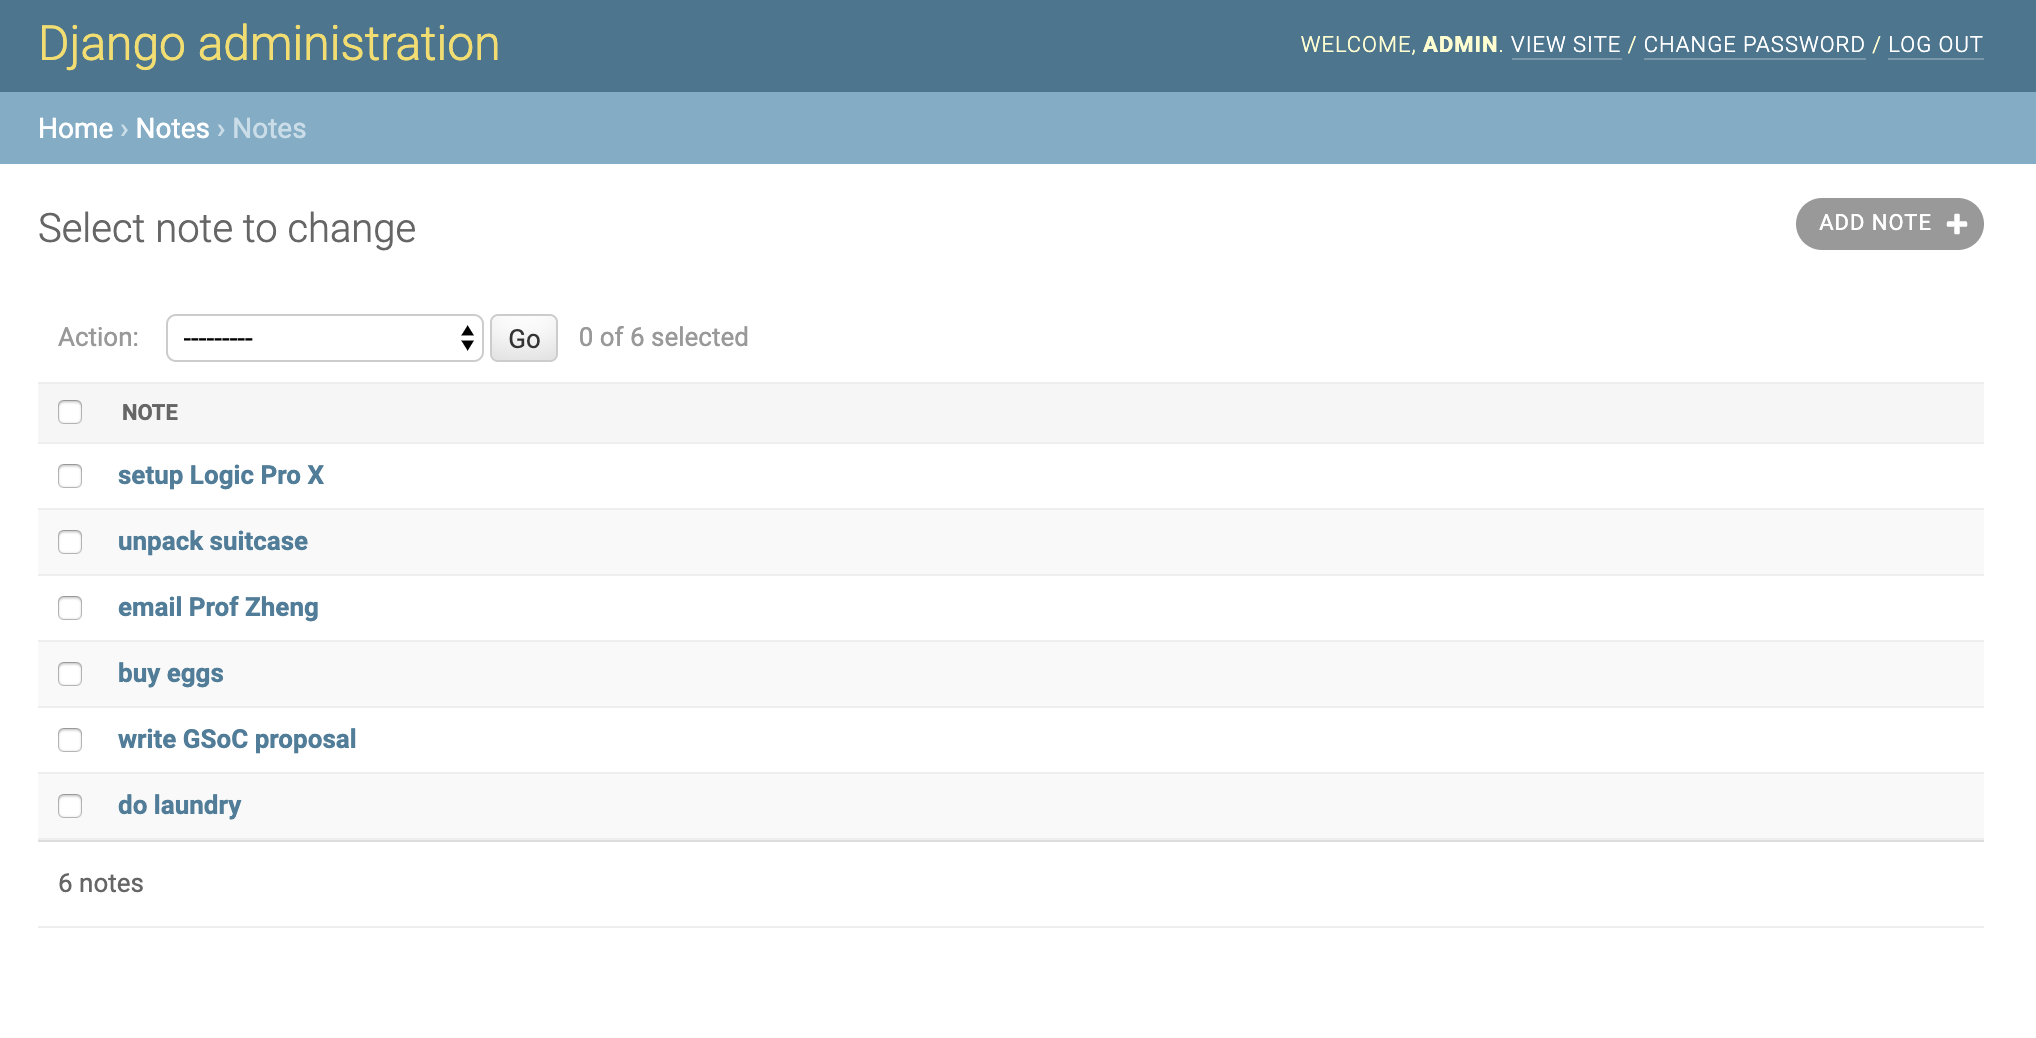 Django administration
WELCOME, ADMIN. VIEW SITE / CHANGE PASSWORD / LOG OUT
Home › Notes › Notes
Select note to change
ADD NOTE
Action: --------- Go 0 of 6 selected
NOTE
setup Logic Pro X
unpack suitcase
email Prof Zheng
buy eggs
write GSoC proposal
do laundry
6 notes